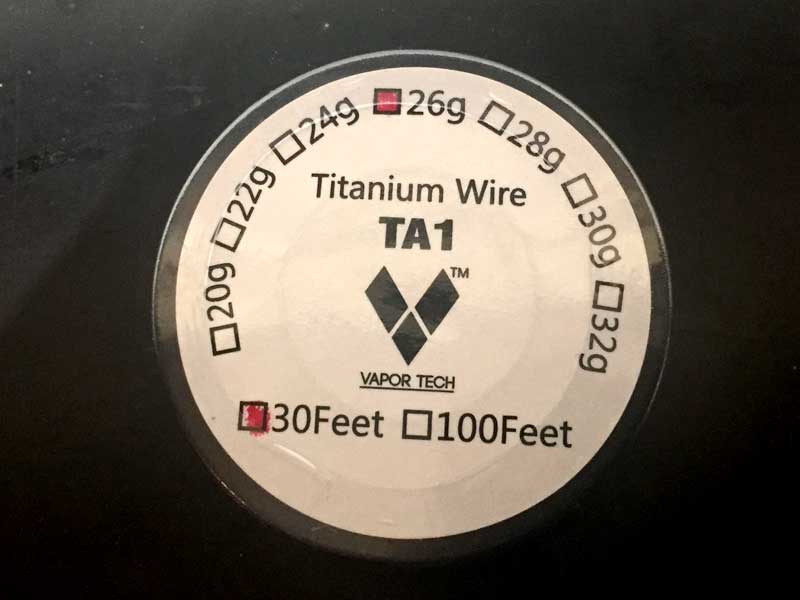 20g 22g 24g 26g 28g 30g 32g
Titanium Wire
TA1
TM
VAPOR TECH
30Feet 100Feet